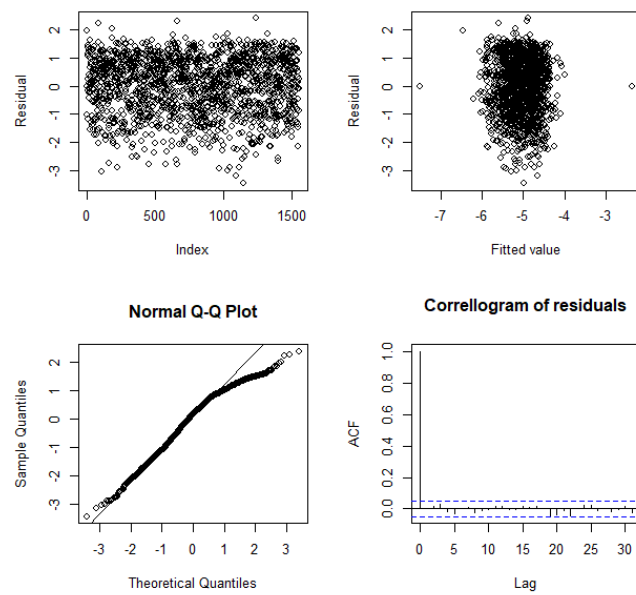 Residual
2
1
0
-1
-2
-3
0 500 1000 1500
Index
Residual
2
1
0
-1
-2
-3
-7 -6 -5 -4 -3
Fitted value
Normal Q-Q Plot
Sample Quantiles
2
1
0
-1
-2
-3
-3 -2 -1 0 1 2 3
Theoretical Quantiles
Correllogram of residuals
ACF
1.0
0.8
0.6
0.4
0.2
0.0
0 5 10 15 20 25 30
Lag